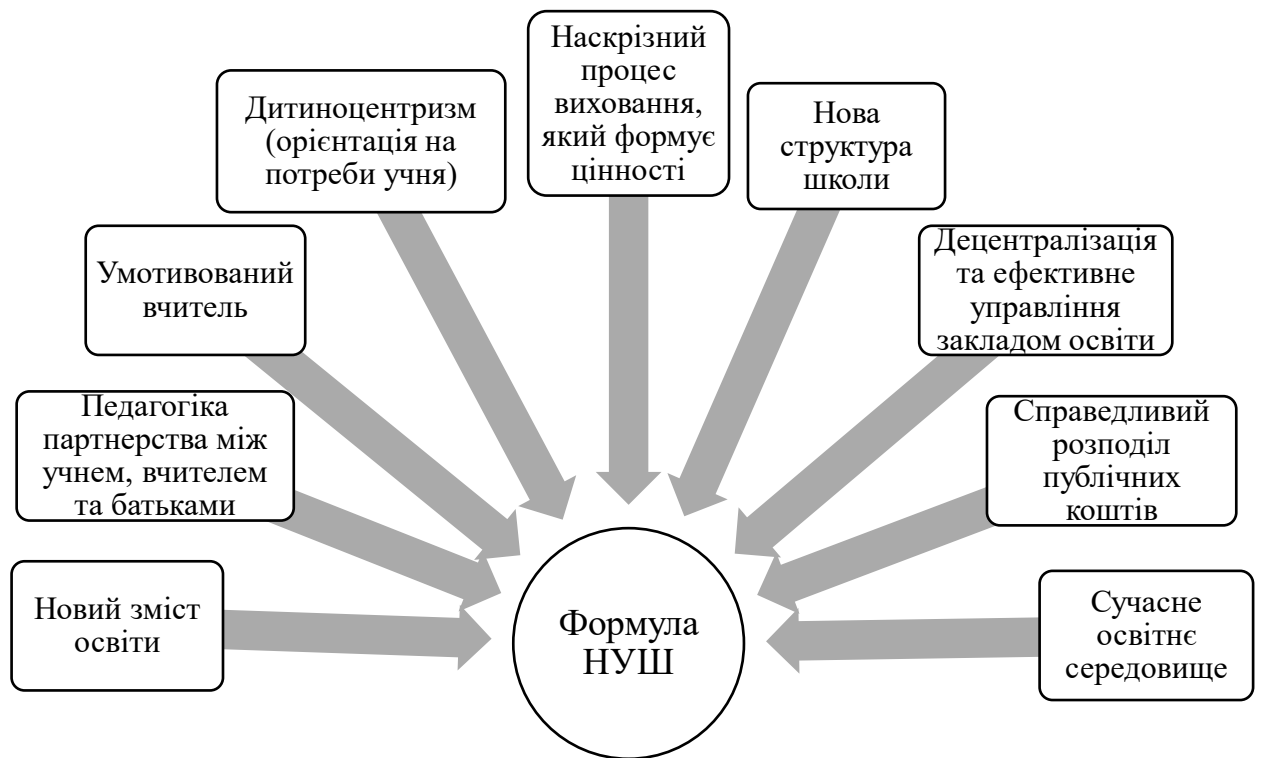 Наскрізний
процес
виховання,
який формує
цінності
Дитиноцентризм
(орієнтація на
потреби учня)
Нова
структура
школи
Умотивований
вчитель
Децентралізація
та ефективне
управління
закладом освіти
Педагогіка
партнерства між
учнем, вчителем
та батьками
Справедливий
розподіл
публічних
коштів
Новий зміст
освіти
Формула
НУШ
Сучасне
освітнє
середовище